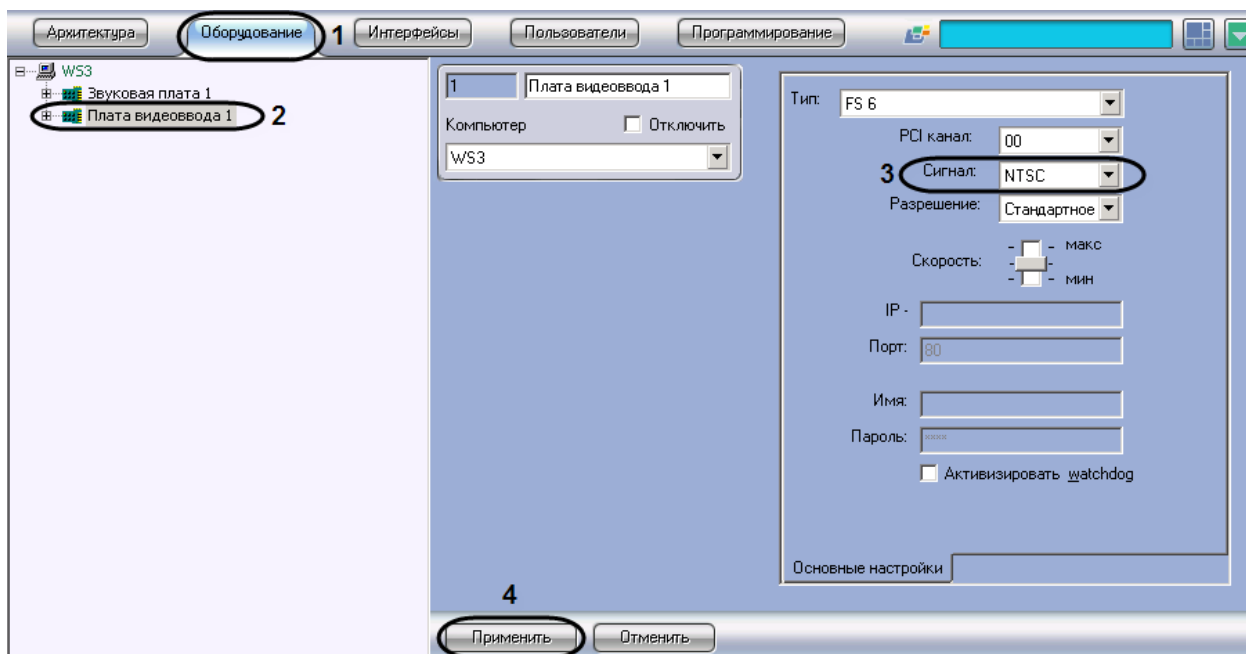 Архитектура Оборудование 1 Интерфейсы Пользователи Программирование
WS3
Звуковая плата 1
Плата видеоввода 1 2
1 Плата видеоввода 1
Компьютер Отключить
WS3
Тип: FS 6
PCI канал: 00
3 Сигнал: NTSC
Разрешение: Стандартное
Скорость: - - макс
- -
- - мин
IP -
Порт: 80
Имя:
Пароль: ****
Активизировать watchdog
Основные настройки
4
Применить Отменить